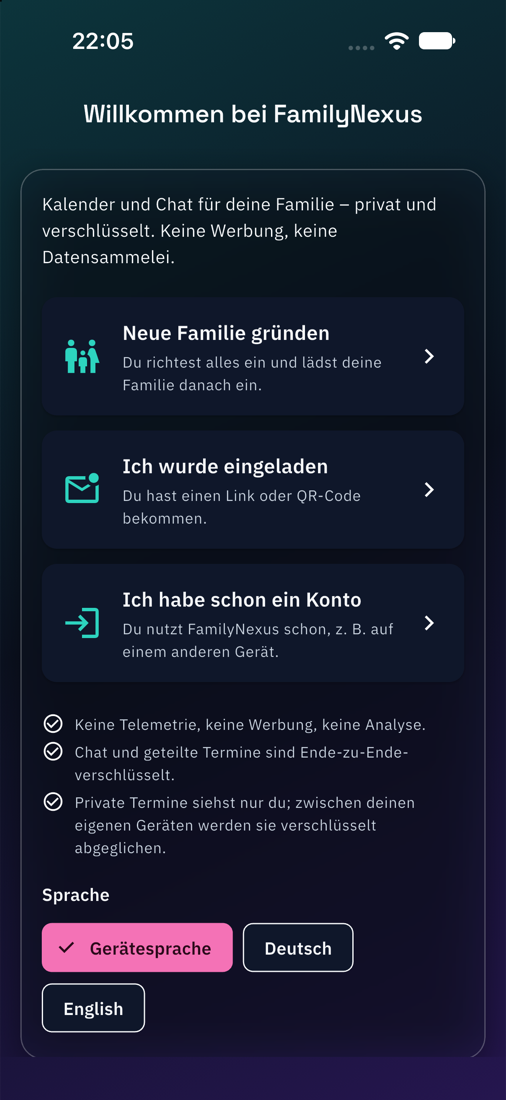 22:05
Willkommen bei FamilyNexus
Kalender und Chat für deine Familie – privat und
verschlüsselt. Keine Werbung, keine
Datensammelei.
Neue Familie gründen
Du richtest alles ein und lädst deine
Familie danach ein.
Ich wurde eingeladen
Du hast einen Link oder QR-Code
bekommen.
Ich habe schon ein Konto
Du nutzt FamilyNexus schon, z. B. auf
einem anderen Gerät.
Keine Telemetrie, keine Werbung, keine Analyse.
Chat und geteilte Termine sind Ende-zu-Ende-
verschlüsselt.
Private Termine siehst nur du; zwischen deinen
eigenen Geräten werden sie verschlüsselt
abgeglichen.
Sprache
Gerätesprache
Deutsch
English